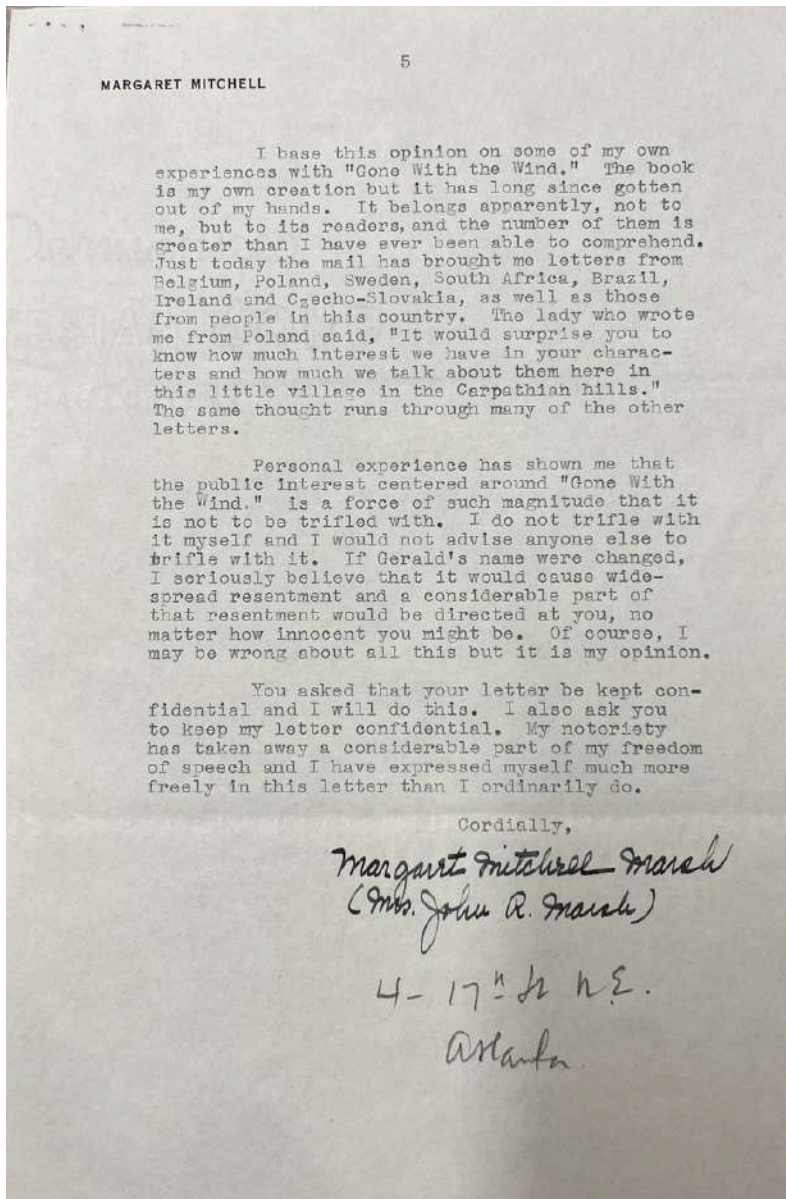 5
MARGARET MITCHELL
I base this opinion on some of my own
experiences with "Gone With the Wind." The book
is my own creation but it has long since gotten
out of my hands. It belongs apparently, not to
me, but to its readers, and the number of them is
greater than I have ever been able to comprehend.
Just today the mail has brought me letters from
Belgium, Poland, Sweden, South Africa, Brazil,
Ireland and Czecho-Slovakia, as well as those
from people in this country. The lady who wrote
me from Poland said, "It would surprise you to
know how much interest we have in your charac-
ters and how much we talk about them here in
this little village in the Carpathian hills."
The same thought runs through many of the other
letters.
Personal experience has shown me that
the public interest centered around "Gone With
the Wind." is a force of such magnitude that it
is not to be trifled with. I do not trifle with
it myself and I would not advise anyone else to
trifle with it. If Gerald's name were changed,
I seriously believe that it would cause wide-
spread resentment and a considerable part of
that resentment would be directed at you, no
matter how innocent you might be. Of course, I
may be wrong about all this but it is my opinion.
You asked that your letter be kept con-
fidential and I will do this. I also ask you
to keep my letter confidential. My notoriety
has taken away a considerable part of my freedom
of speech and I have expressed myself much more
freely in this letter than I ordinarily do.
Cordially,
Margaret Mitchell Marsh
(Mrs. John R. Marsh)
4 - 17th St N.E.
Atlanta